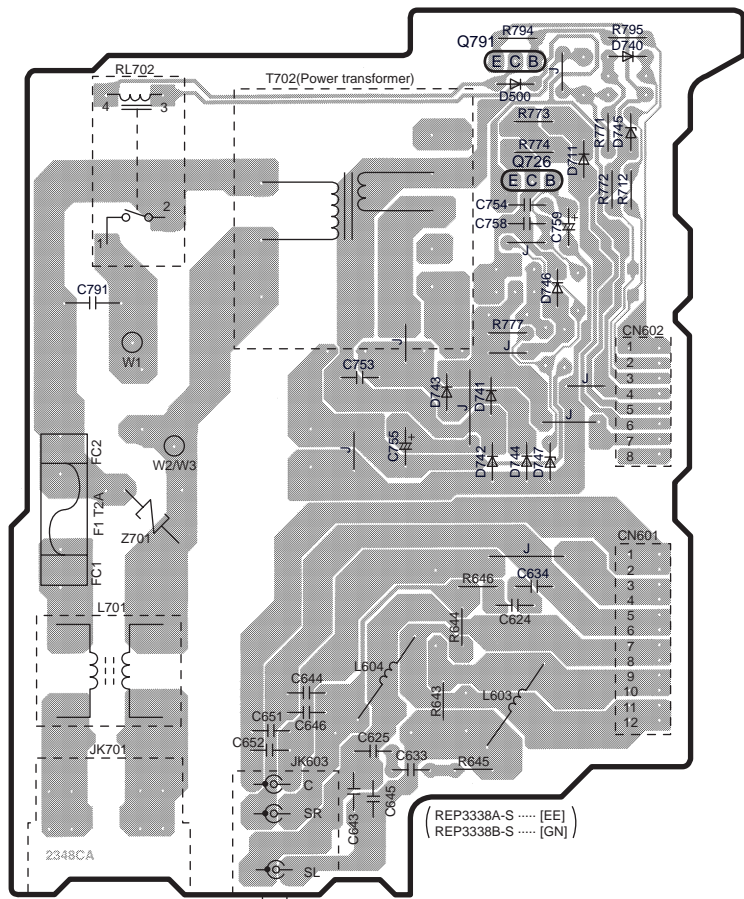 R794
R795
Q791
D740
E C B
RL702
T702(Power transformer)
J
4
3
D500
R773
R771
D745
R774
D711
Q726
E C B
R772
R712
C754
2
C758
C759
+
1
J
D746
C791
R777
CN602
W1
J
J
1
2
C753
3
D743
D741
J
4
J
5
J
6
C755
+
7
FC2
W2/W3
J
D742
D744
D747
8
F1 T2A
Z701
CN601
J
1
2
FC1
R646
C634
3
4
L701
C624
5
R644
6
7
L604
8
C644
R643
L603
9
10
C651
C646
11
C652
C625
12
JK701
JK603
C633
R645
C
C643
C645
SR
REP3338A-S ····· [EE]
REP3338B-S ····· [GN]
2348CA
SL